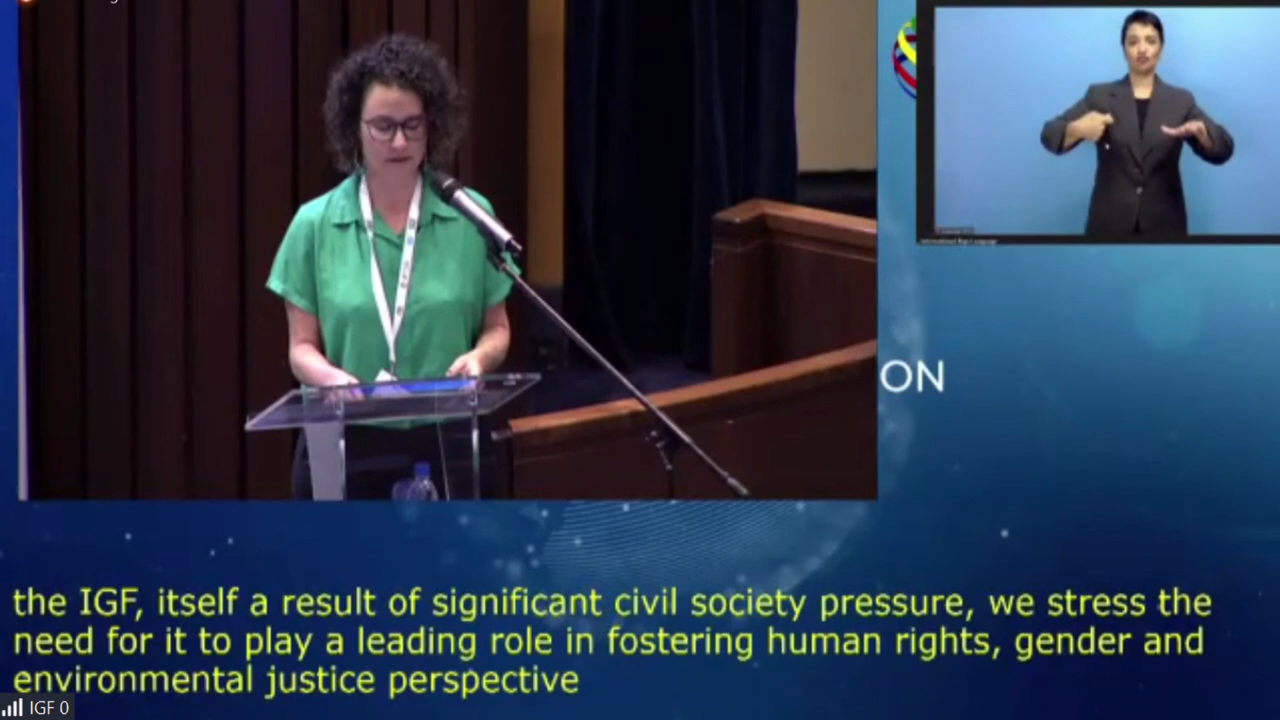 ON
the IGF, itself a result of significant civil society pressure, we stress the
need for it to play a leading role in fostering human rights, gender and
environmental justice perspective
IGF 0